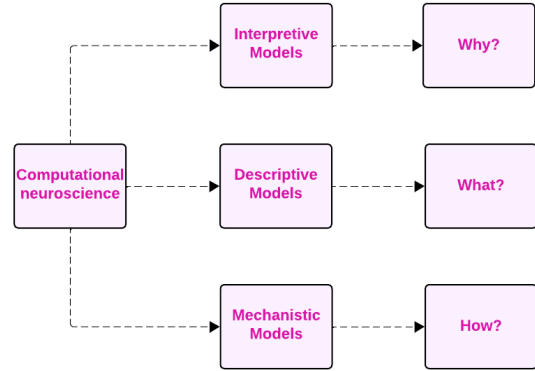 Interpretive
Models
Why?
Computational
neuroscience
Descriptive
Models
What?
Mechanistic
Models
How?